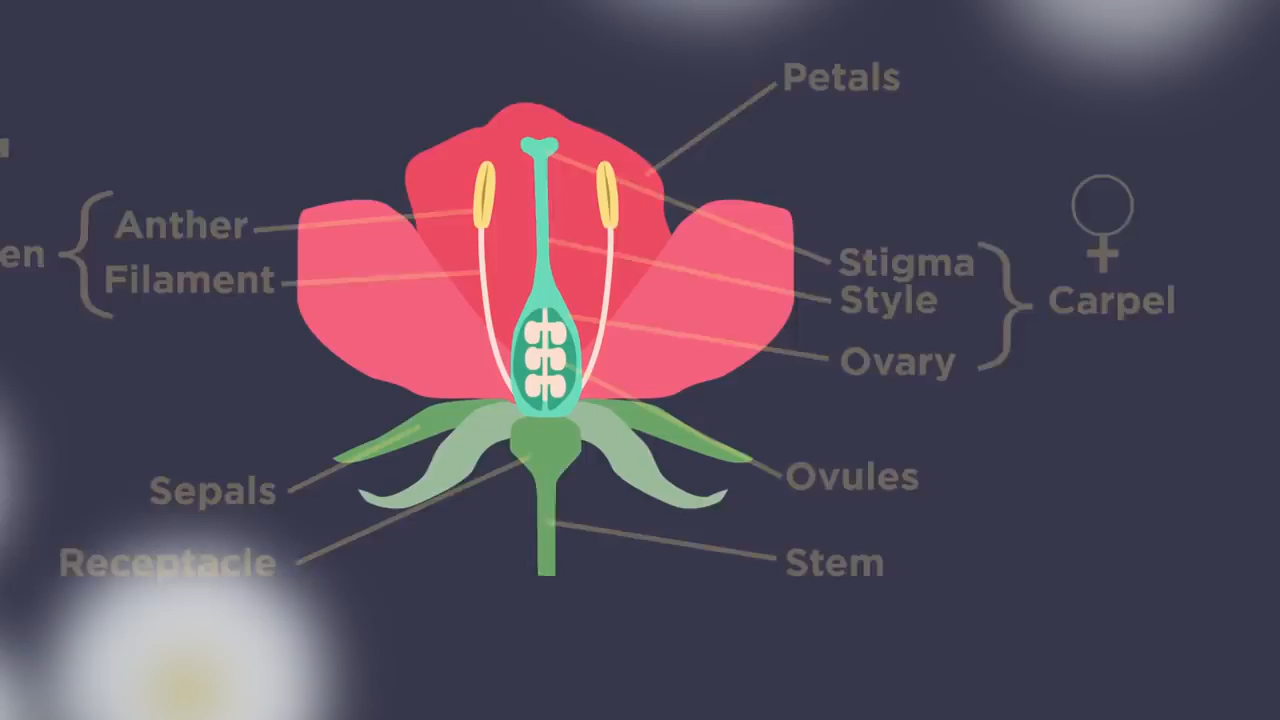 Petals
Anther
en
Filament
Stigma
Style
Carpel
Ovary
Sepals
Ovules
Receptacle
Stem